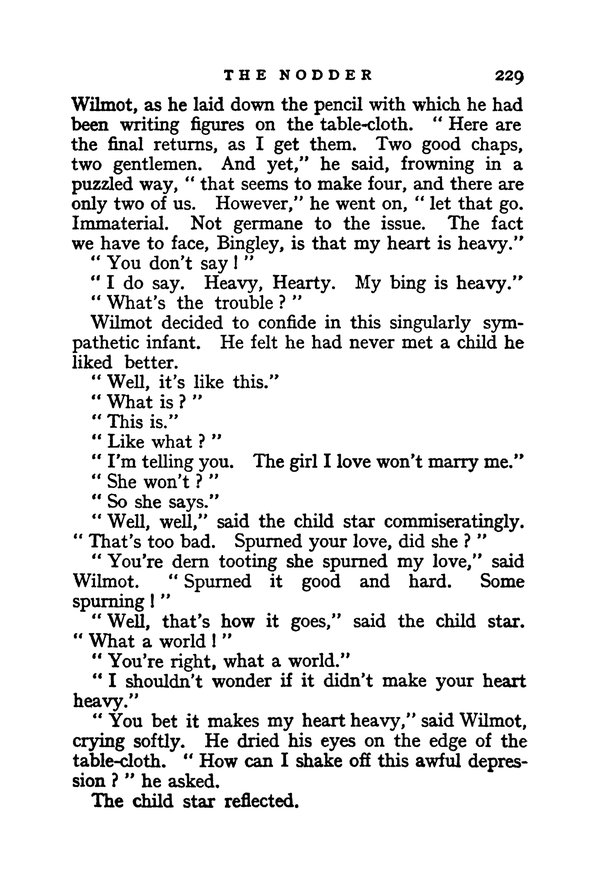 THE NODDER 229
Wilmot, as he laid down the pencil with which he had
been writing figures on the table-cloth. “ Here are
the final returns, as I get them. Two good chaps,
two gentlemen. And yet,” he said, frowning in a
puzzled way, “ that seems to make four, and there are
only two of us. However,” he went on, “ let that go.
Immaterial. Not germane to the issue. The fact
we have to face, Bingley, is that my heart is heavy.”
“ You don’t say ! ”
“ I do say. Heavy, Hearty. My bing is heavy.”
“ What’s the trouble ? ”
Wilmot decided to confide in this singularly sym-
pathetic infant. He felt he had never met a child he
liked better.
“ Well, it’s like this.”
“ What is ? ”
“ This is.”
“ Like what ? ”
“ I’m telling you. The girl I love won’t marry me.”
“ She won’t ? ”
“ So she says.”
“ Well, well,” said the child star commiseratingly.
“ That’s too bad. Spurned your love, did she ? ”
“ You’re dern tooting she spurned my love,” said
Wilmot. “ Spurned it good and hard. Some
spurning ! ”
“ Well, that’s how it goes,” said the child star.
“ What a world ! ”
“ You’re right, what a world.”
“ I shouldn’t wonder if it didn’t make your heart
heavy.”
“ You bet it makes my heart heavy,” said Wilmot,
crying softly. He dried his eyes on the edge of the
table-cloth. “ How can I shake off this awful depres-
sion ? ” he asked.
The child star reflected.